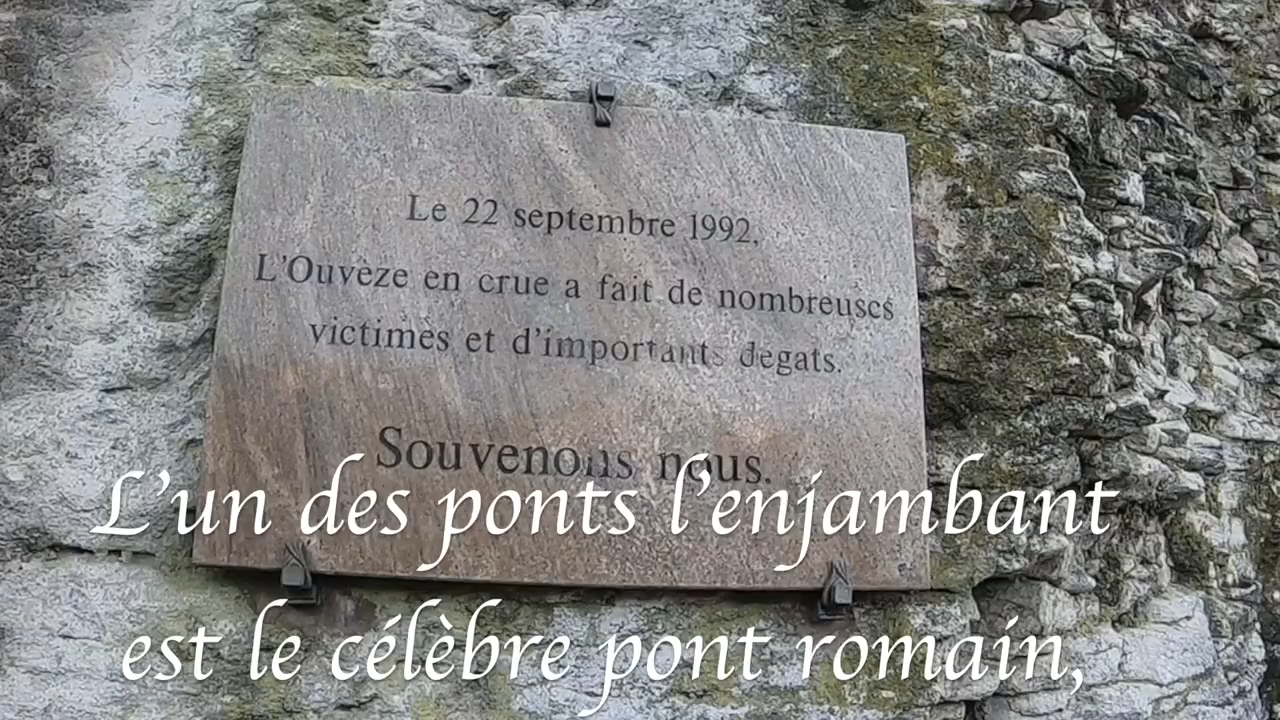 Le 22 septembre 1992,
L'Ouvèze en crue a fait de nombreuses
victimes et d'importants degats.
Souvenons nous.
L'un des ponts l'enjambant
est le célèbre pont romain,